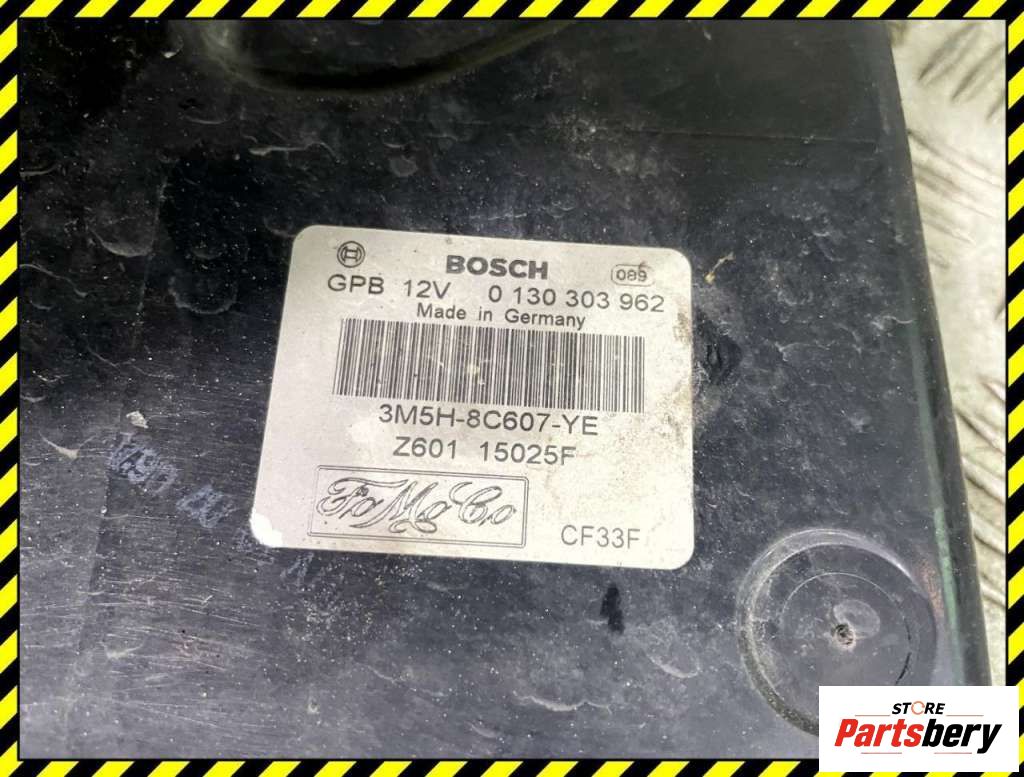 BOSCH 089
GPB 12V 0 130 303 962
Made in Germany
3M5H-8C607-YE
Z601 15025F
FoMoCo
CF33F
STORE
Partsbery